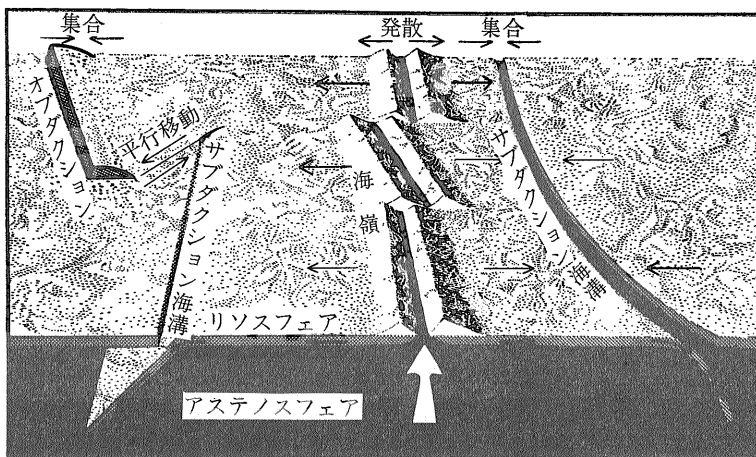 集合
発散
集合
オブダクション
平行移動
サブダクション海溝
海嶺
サブダクション海溝
リソスフェア
アステノスフェア